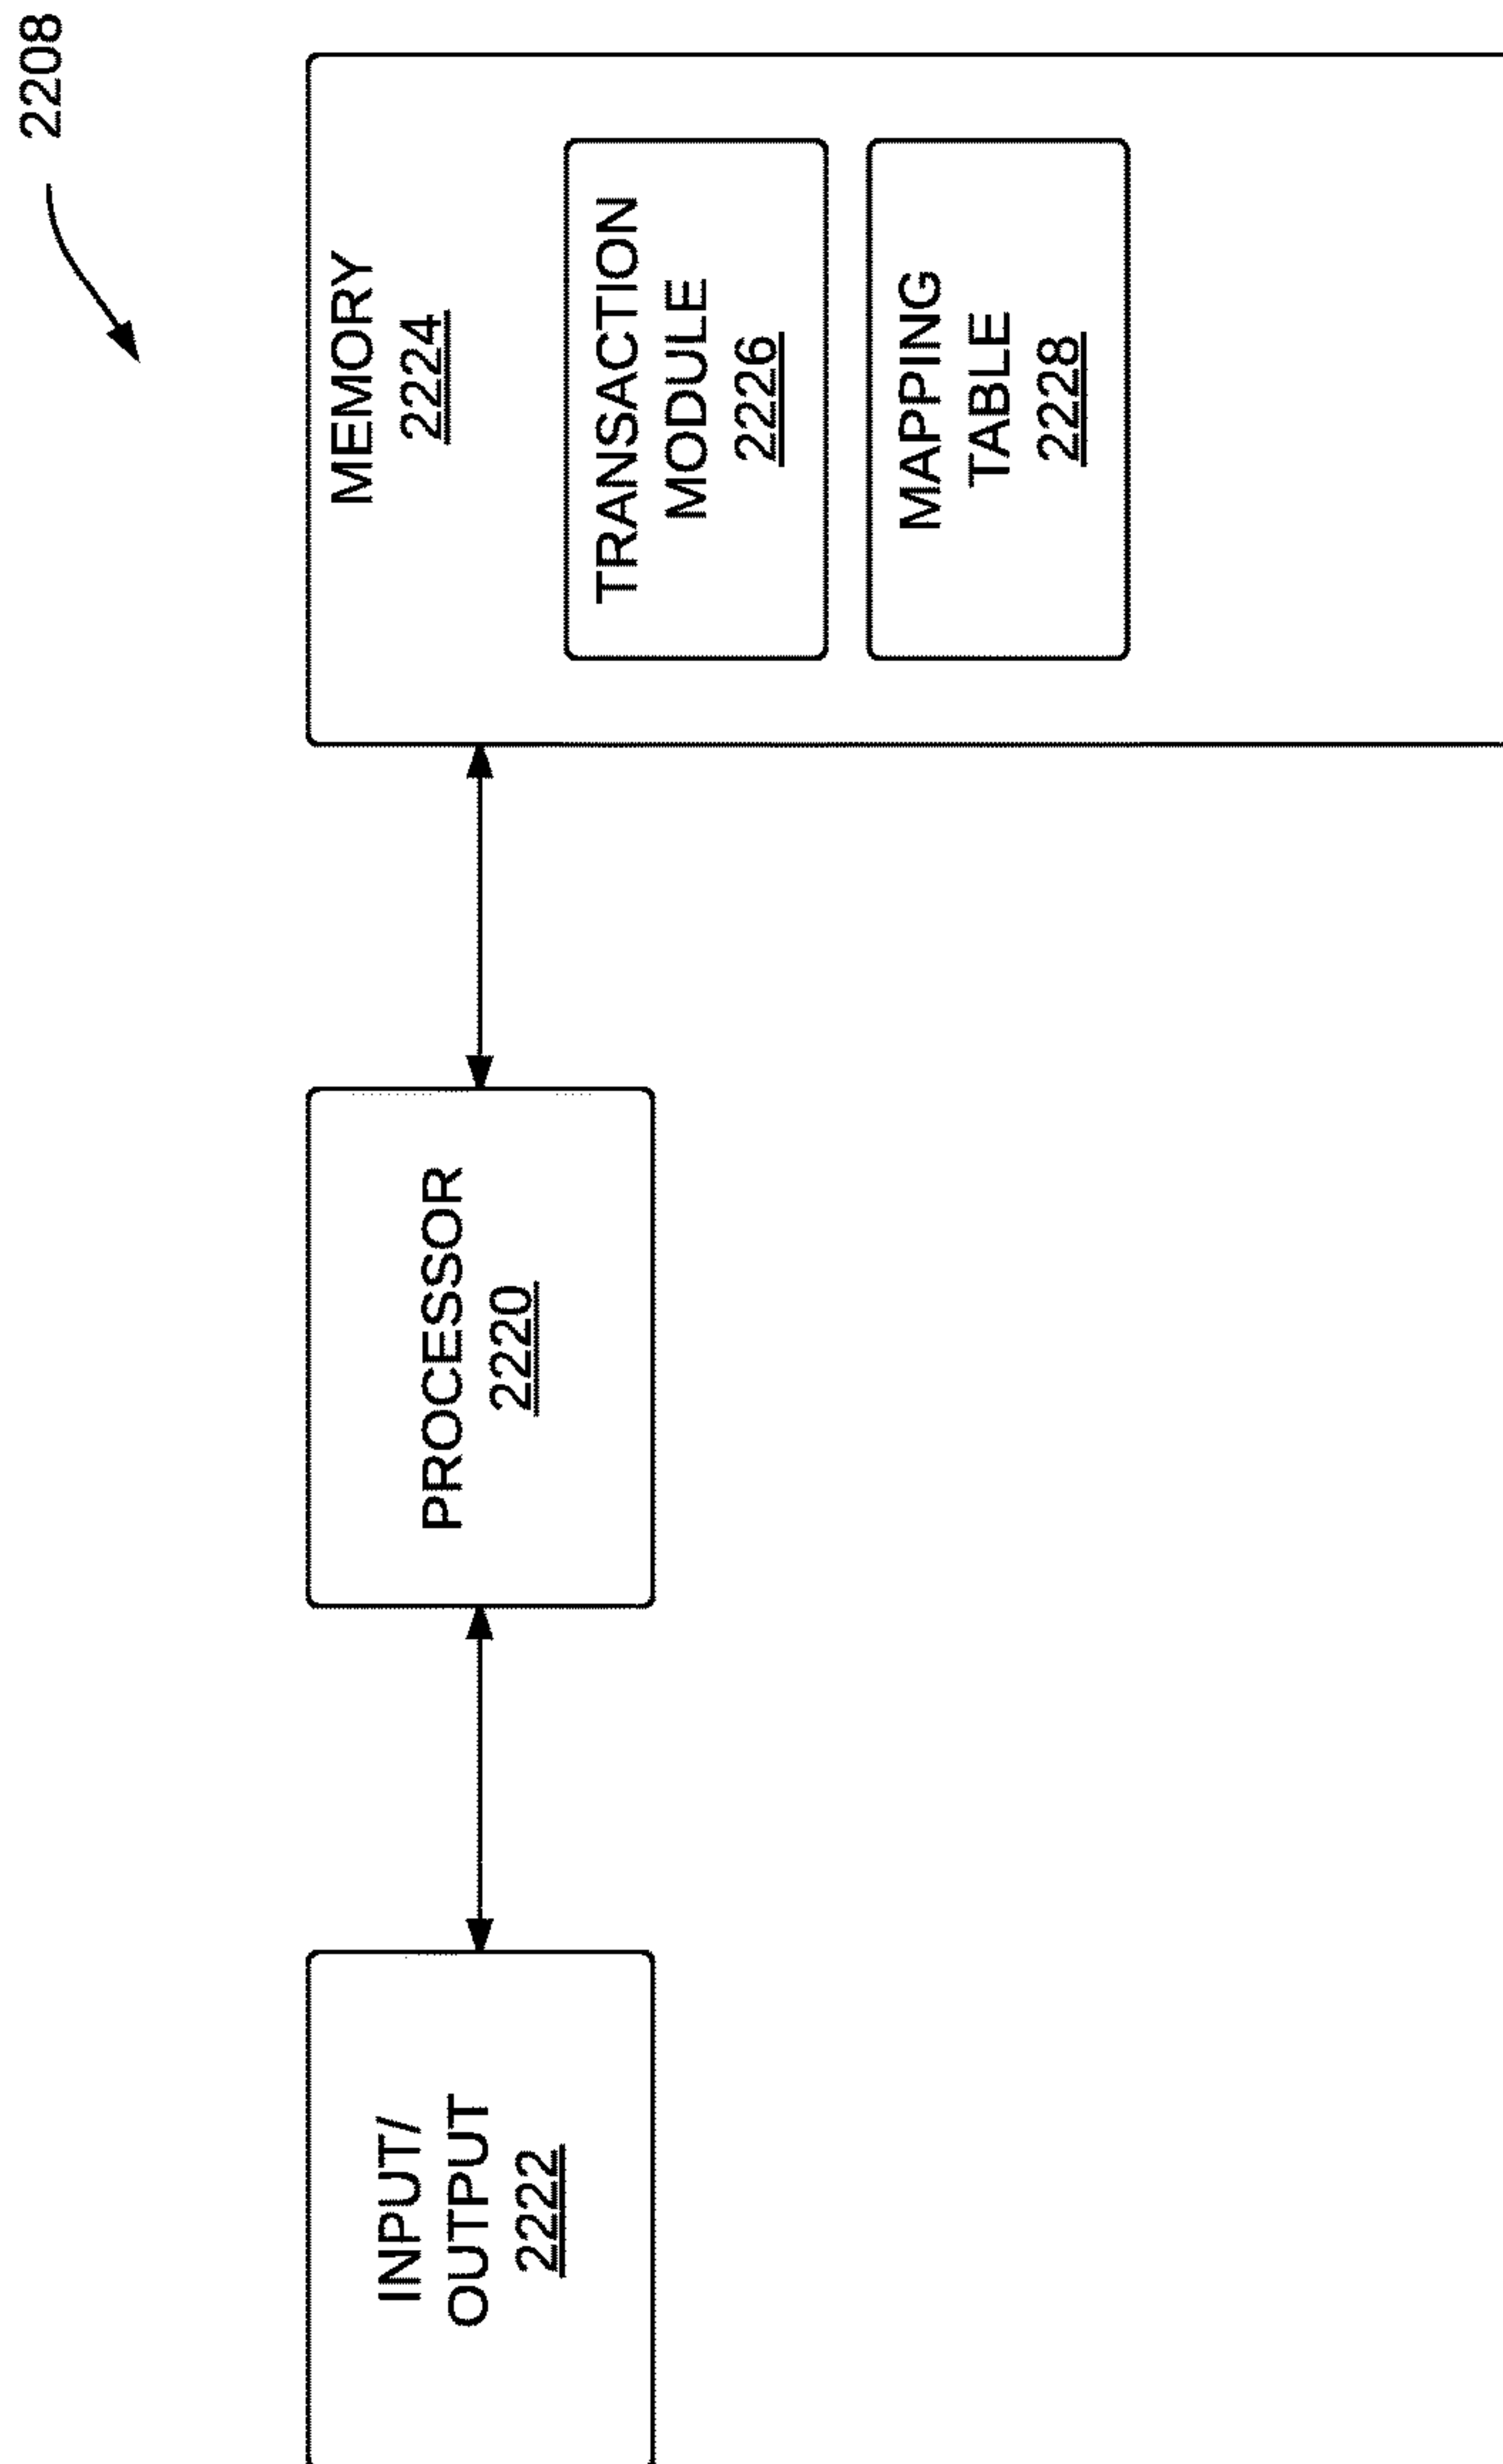 2208
INPUT/
OUTPUT
2222
PROCESSOR
2220
MEMORY
2224
TRANSACTION
MODULE
2226
MAPPING
TABLE
2228